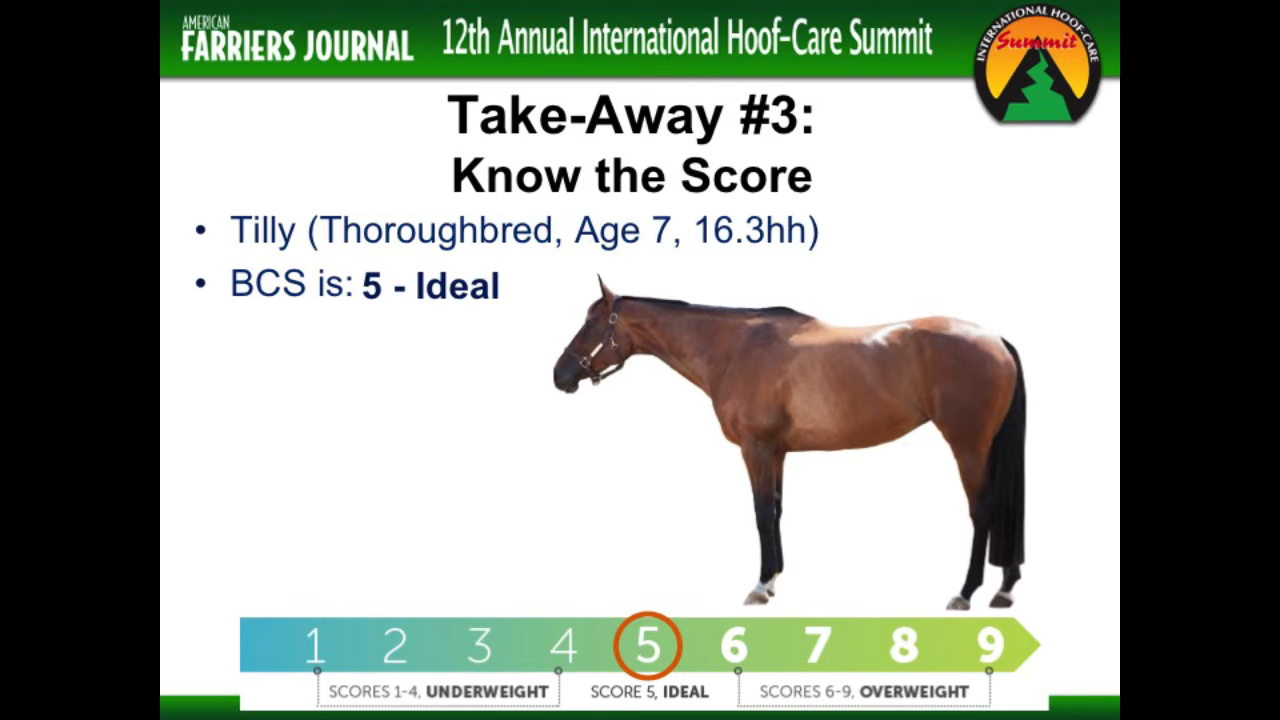 AMERICAN
FARRIERS JOURNAL
12th Annual International Hoof-Care Summit
INTERNATIONAL HOOF-CARE
Summit
Take-Away #3:
Know the Score
• Tilly (Thoroughbred, Age 7, 16.3hh)
• BCS is: 5 - Ideal
1 2 3 4 5 6 7 8 9
SCORES 1-4, UNDERWEIGHT SCORE 5, IDEAL SCORES 6-9, OVERWEIGHT